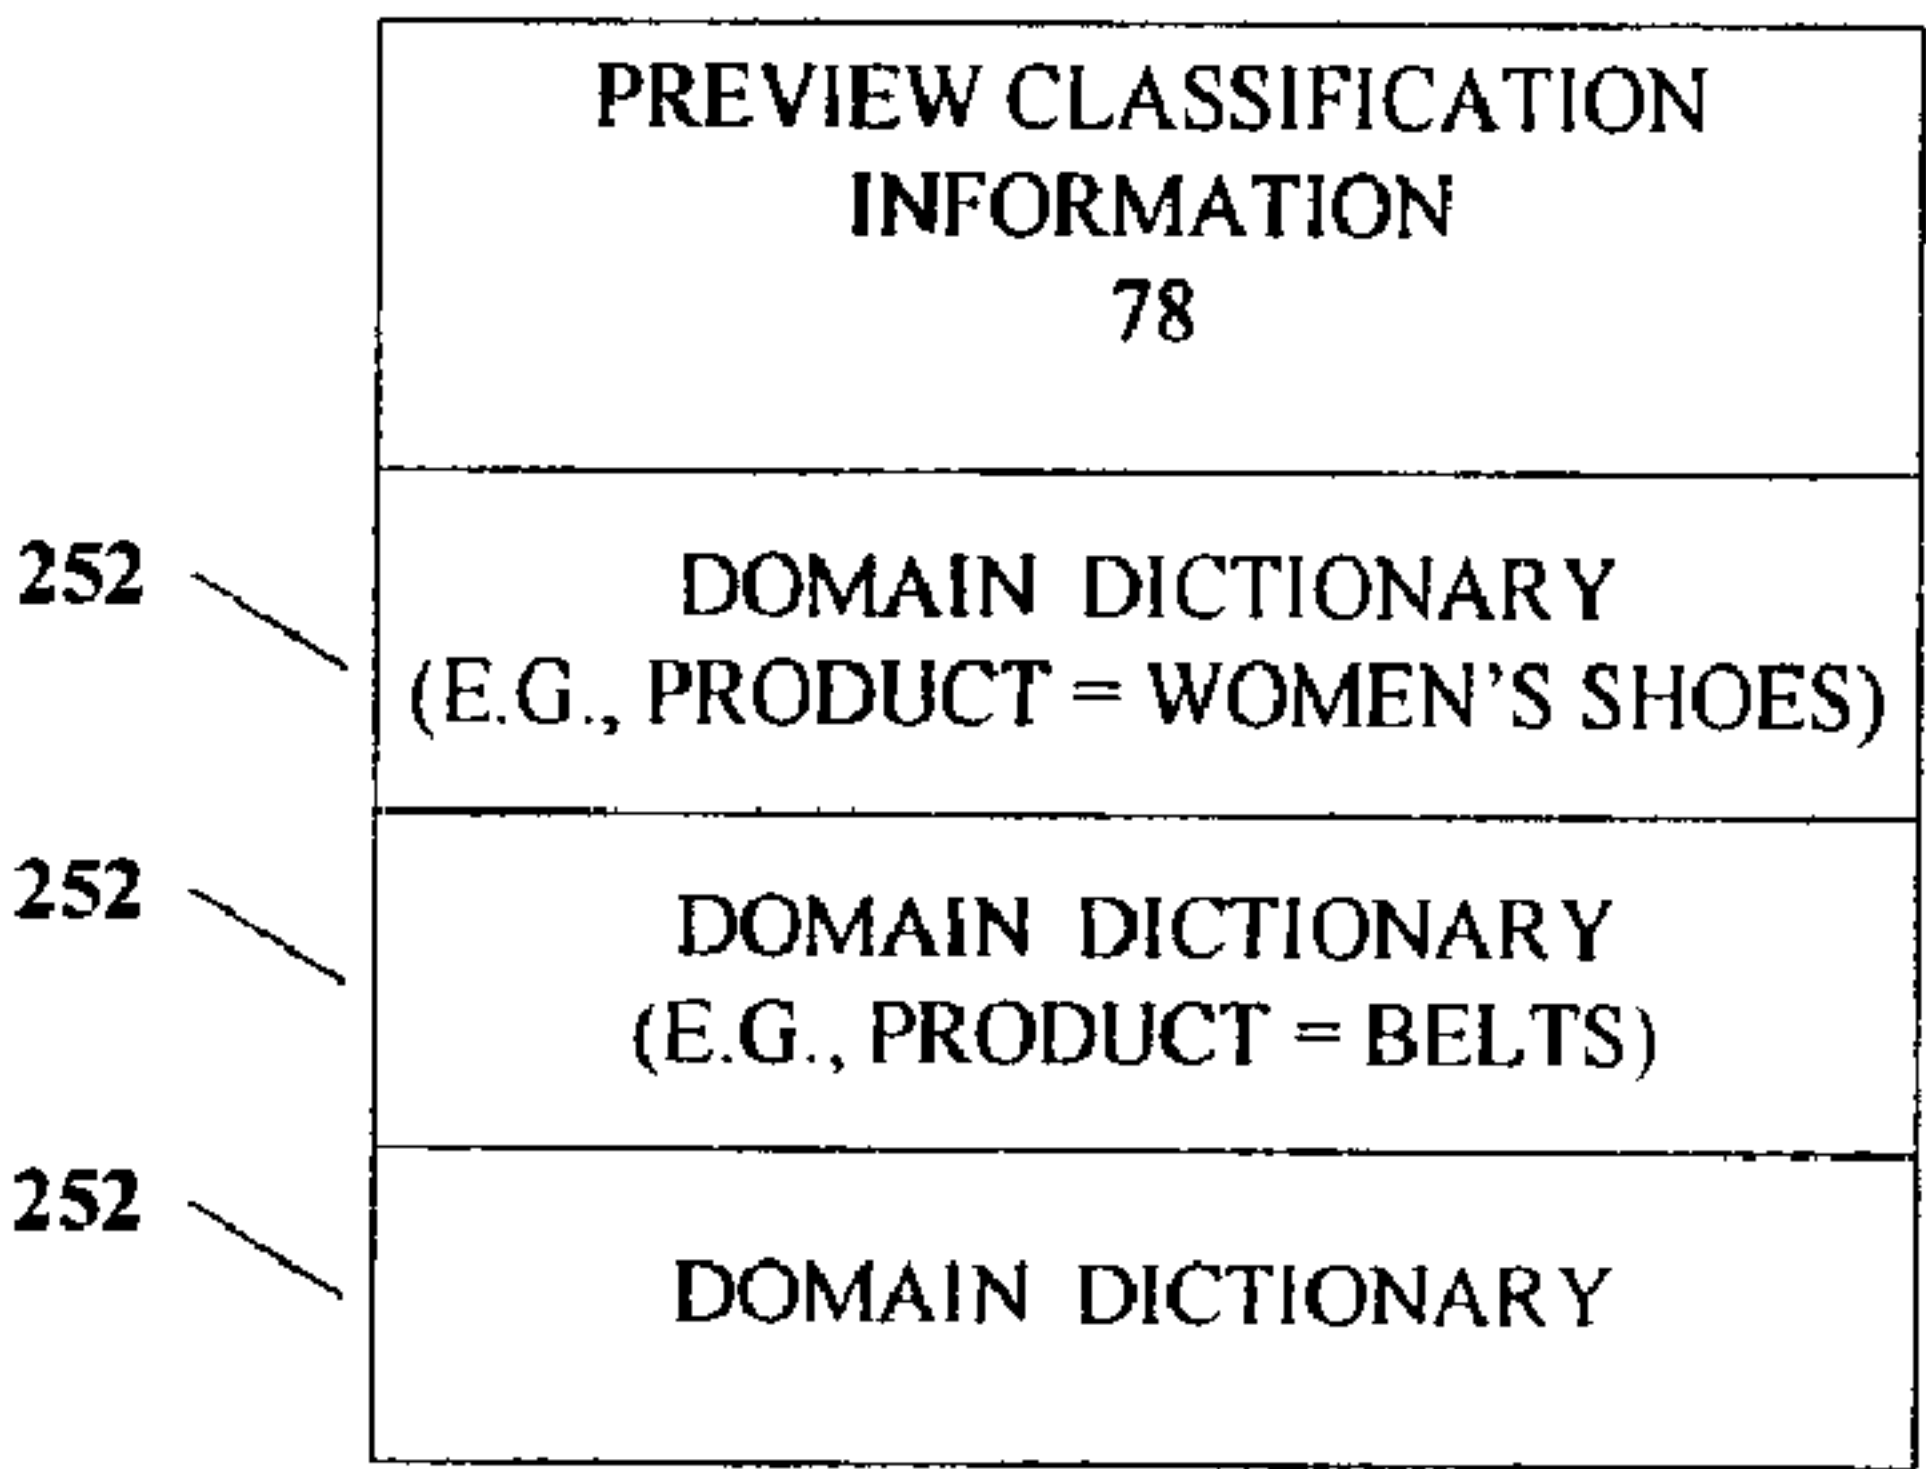 PREVIEW CLASSIFICATION
INFORMATION
78
252
DOMAIN DICTIONARY
(E.G., PRODUCT = WOMEN'S SHOES)
252
DOMAIN DICTIONARY
(E.G., PRODUCT = BELTS)
252
DOMAIN DICTIONARY